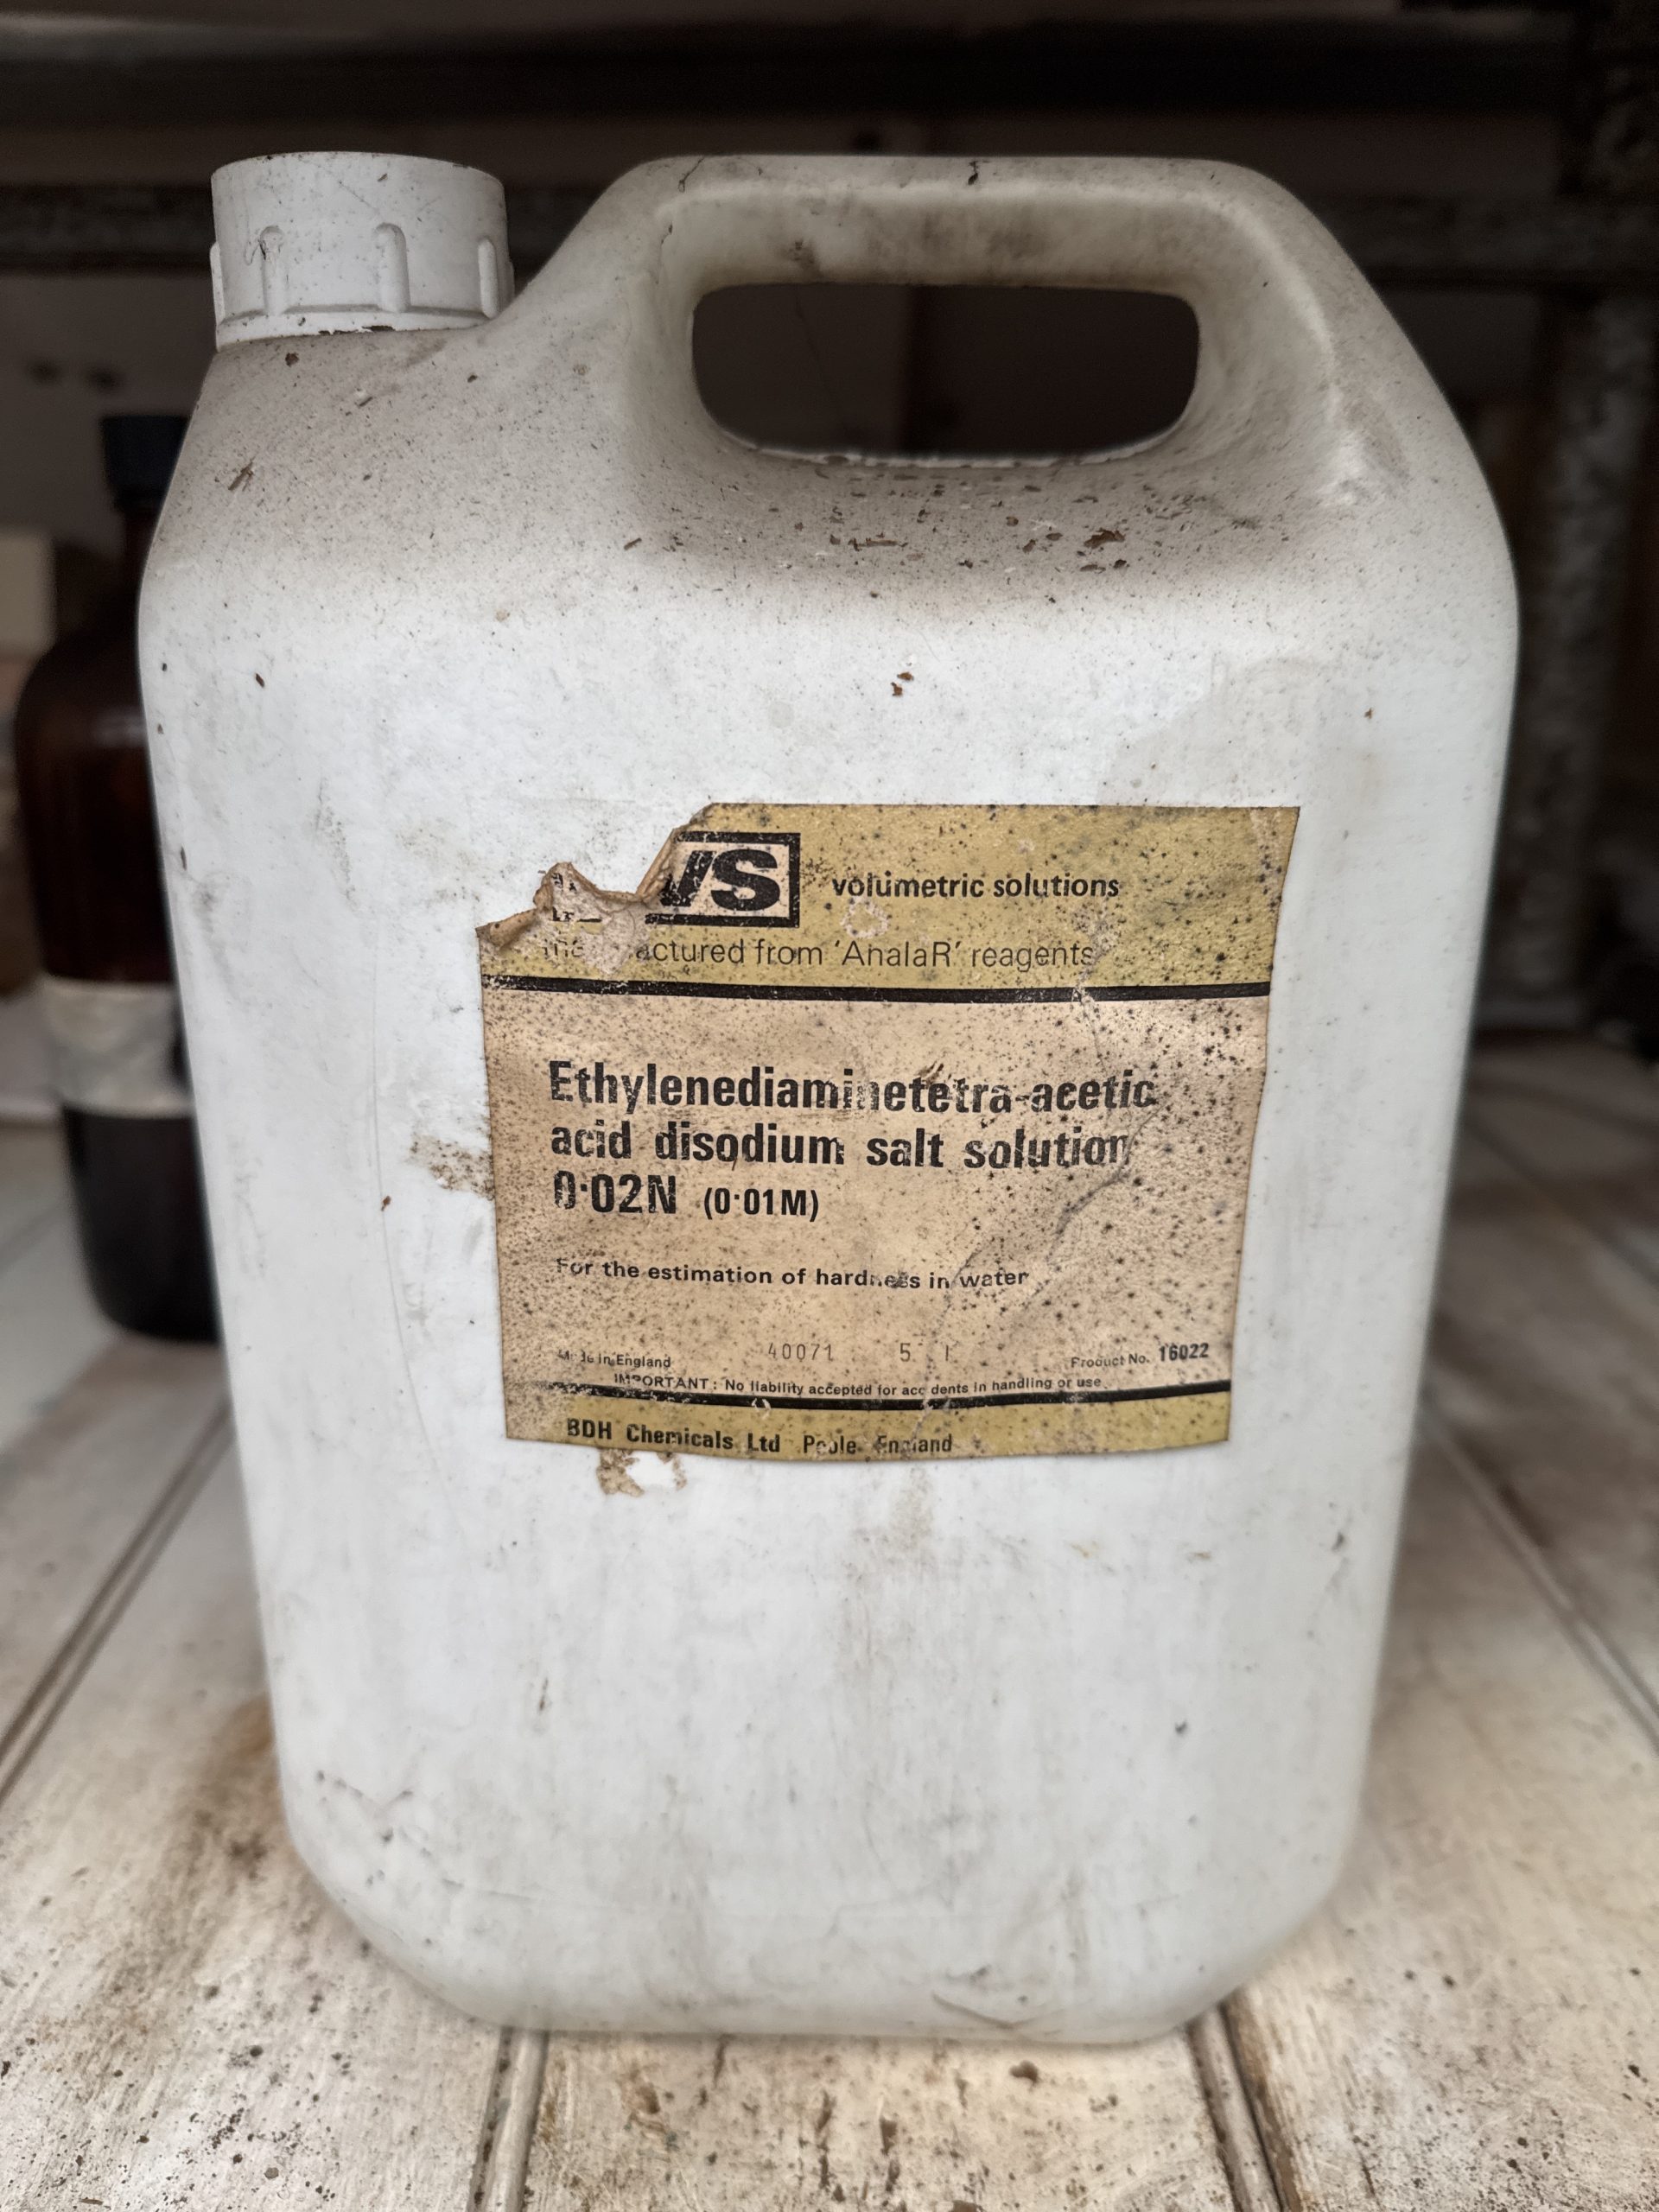 VS volumetric solutions
actured from 'AnalaR' reagents
Ethylenediaminetetra-acetic
acid disodium salt solution
0·02N (0·01M)
For the estimation of hardness in water
Made in England 40071 5 l Product No. 16022
IMPORTANT: No liability accepted for accidents in handling or use
BDH Chemicals Ltd Poole England